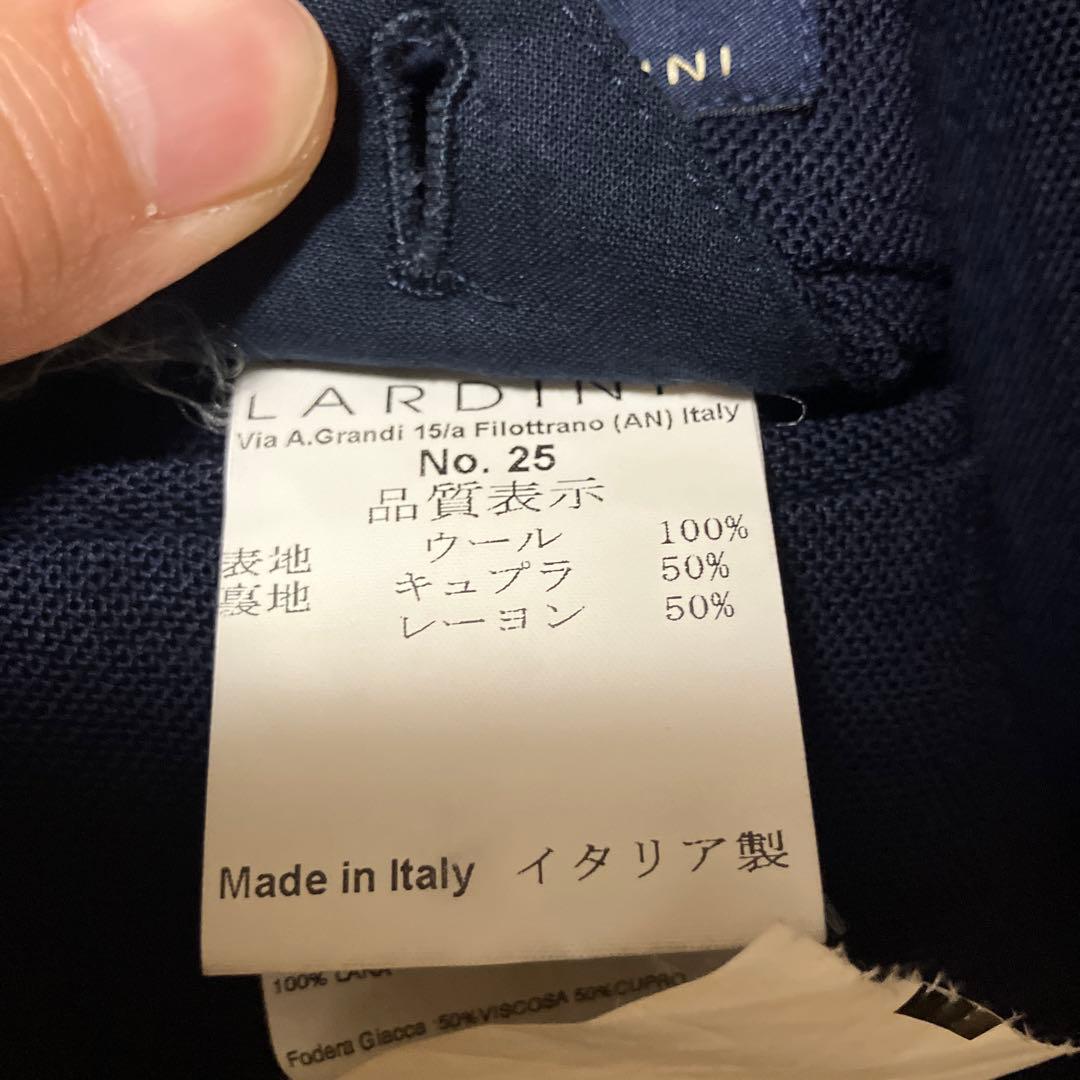 INI
LARDINI
Via A.Grandi 15/a Filottrano (AN) Italy
No. 25
品質表示
表地 ウール 100%
裏地 キュプラ 50%
レーヨン 50%
Made in Italy イタリア製
100% LANA
Fodera Giacca 50%VISCOSA 50%CUPRO